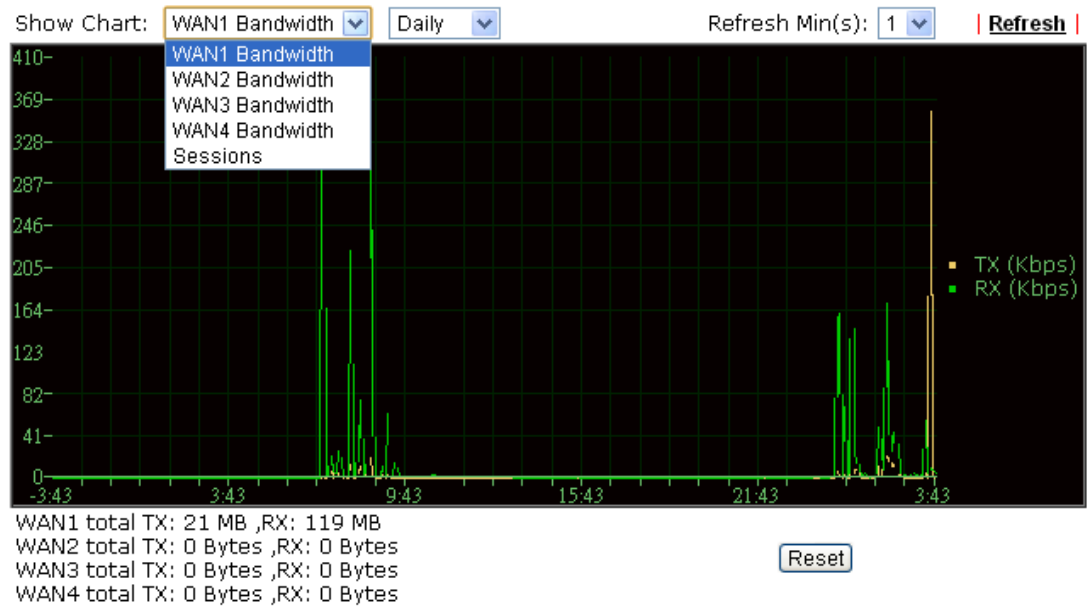 Show Chart: WAN1 Bandwidth Daily Refresh Min(s): 1 | Refresh |
WAN1 Bandwidth
WAN2 Bandwidth
WAN3 Bandwidth
WAN4 Bandwidth
Sessions
410-
369-
328-
287-
246-
205-
164-
123
82-
41-
0-
TX (Kbps)
RX (Kbps)
-3:43 3:43 9:43 15:43 21:43 3:43
WAN1 total TX: 21 MB ,RX: 119 MB
WAN2 total TX: 0 Bytes ,RX: 0 Bytes
WAN3 total TX: 0 Bytes ,RX: 0 Bytes
WAN4 total TX: 0 Bytes ,RX: 0 Bytes
Reset